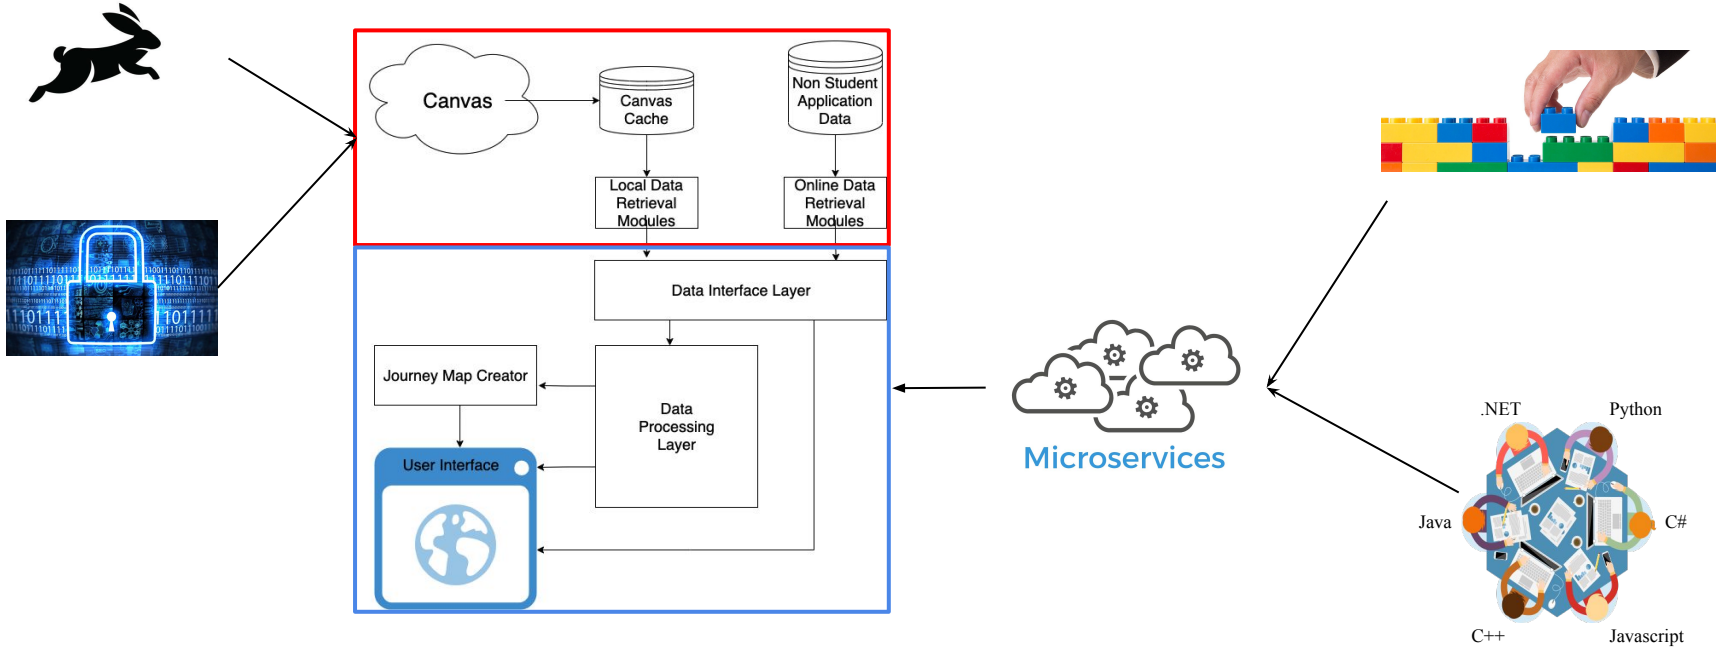 Canvas
Canvas
Cache
Non Student
Application
Data
Local Data
Retrieval
Modules
Online Data
Retrieval
Modules
Data Interface Layer
Journey Map Creator
Data
Processing
Layer
User Interface
Microservices
.NET
Python
Java
C#
C++
Javascript